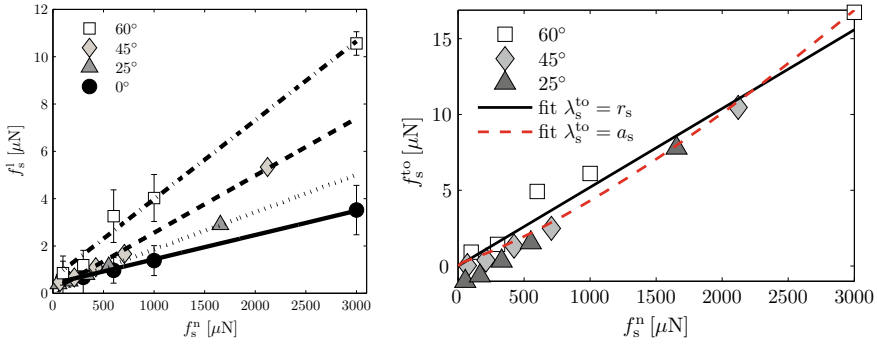 12
10
8
6
4
2
0
0 500 1000 1500 2000 2500 3000
f_s^l [μN]
f_s^n [μN]
60°
45°
25°
0°
15
10
5
0
0 500 1000 1500 2000 2500 3000
f_s^to [μN]
f_s^n [μN]
60°
45°
25°
fit λ_s^to = r_s
fit λ_s^to = a_s